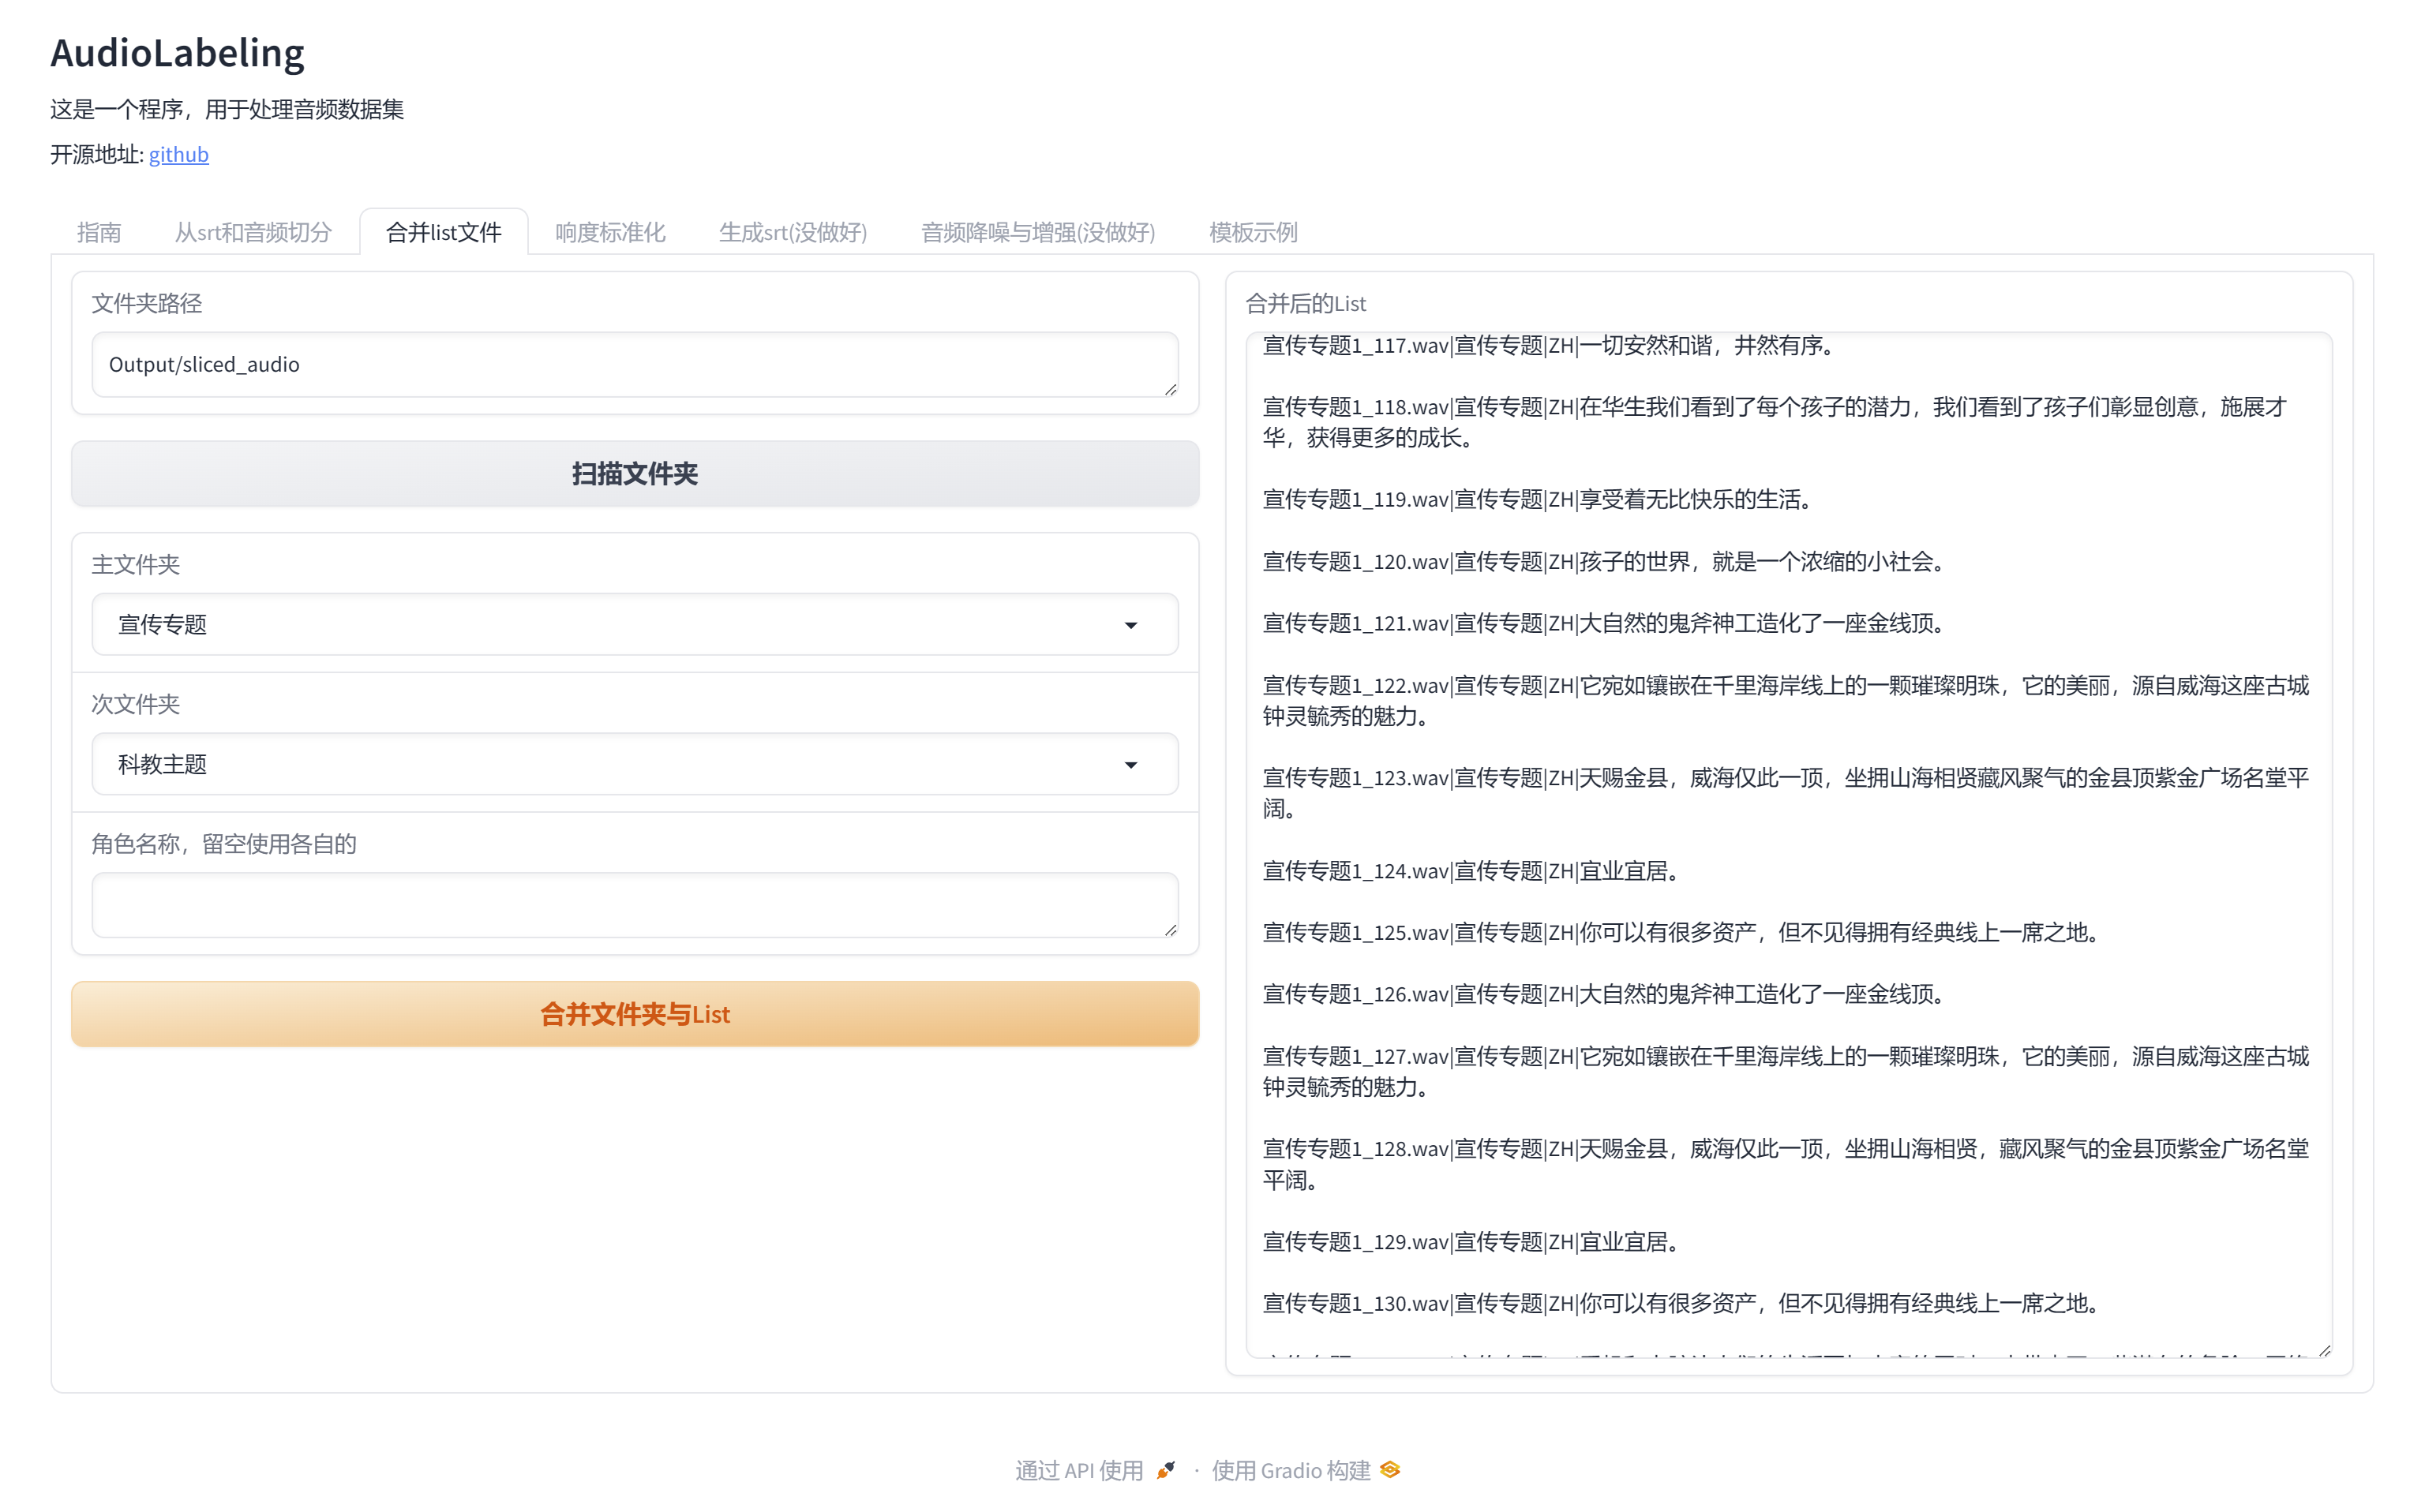 AudioLabeling
这是一个程序，用于处理音频数据集
开源地址: github
指南
从srt和音频切分
合并list文件
响度标准化
生成srt(没做好)
音频降噪与增强(没做好)
模板示例
文件夹路径
Output/sliced_audio
扫描文件夹
主文件夹
宣传专题
次文件夹
科教主题
角色名称，留空使用各自的
合并文件夹与List
合并后的List
宣传专题1_117.wav|宣传专题|ZH|一切安然和谐，井然有序。
宣传专题1_118.wav|宣传专题|ZH|在华生我们看到了每个孩子的潜力，我们看到了孩子们彰显创意，施展才
华，获得更多的成长。
宣传专题1_119.wav|宣传专题|ZH|享受着无比快乐的生活。
宣传专题1_120.wav|宣传专题|ZH|孩子的世界，就是一个浓缩的小社会。
宣传专题1_121.wav|宣传专题|ZH|大自然的鬼斧神工造化了一座金线顶。
宣传专题1_122.wav|宣传专题|ZH|它宛如镶嵌在千里海岸线上的一颗璀璨明珠，它的美丽，源自威海这座古城
钟灵毓秀的魅力。
宣传专题1_123.wav|宣传专题|ZH|天赐金县，威海仅此一顶，坐拥山海相贤藏风聚气的金县顶紫金广场名堂平
阔。
宣传专题1_124.wav|宣传专题|ZH|宜业宜居。
宣传专题1_125.wav|宣传专题|ZH|你可以有很多资产，但不见得拥有经典线上一席之地。
宣传专题1_126.wav|宣传专题|ZH|大自然的鬼斧神工造化了一座金线顶。
宣传专题1_127.wav|宣传专题|ZH|它宛如镶嵌在千里海岸线上的一颗璀璨明珠，它的美丽，源自威海这座古城
钟灵毓秀的魅力。
宣传专题1_128.wav|宣传专题|ZH|天赐金县，威海仅此一顶，坐拥山海相贤，藏风聚气的金县顶紫金广场名堂
平阔。
宣传专题1_129.wav|宣传专题|ZH|宜业宜居。
宣传专题1_130.wav|宣传专题|ZH|你可以有很多资产，但不见得拥有经典线上一席之地。
通过 API 使用 · 使用 Gradio 构建